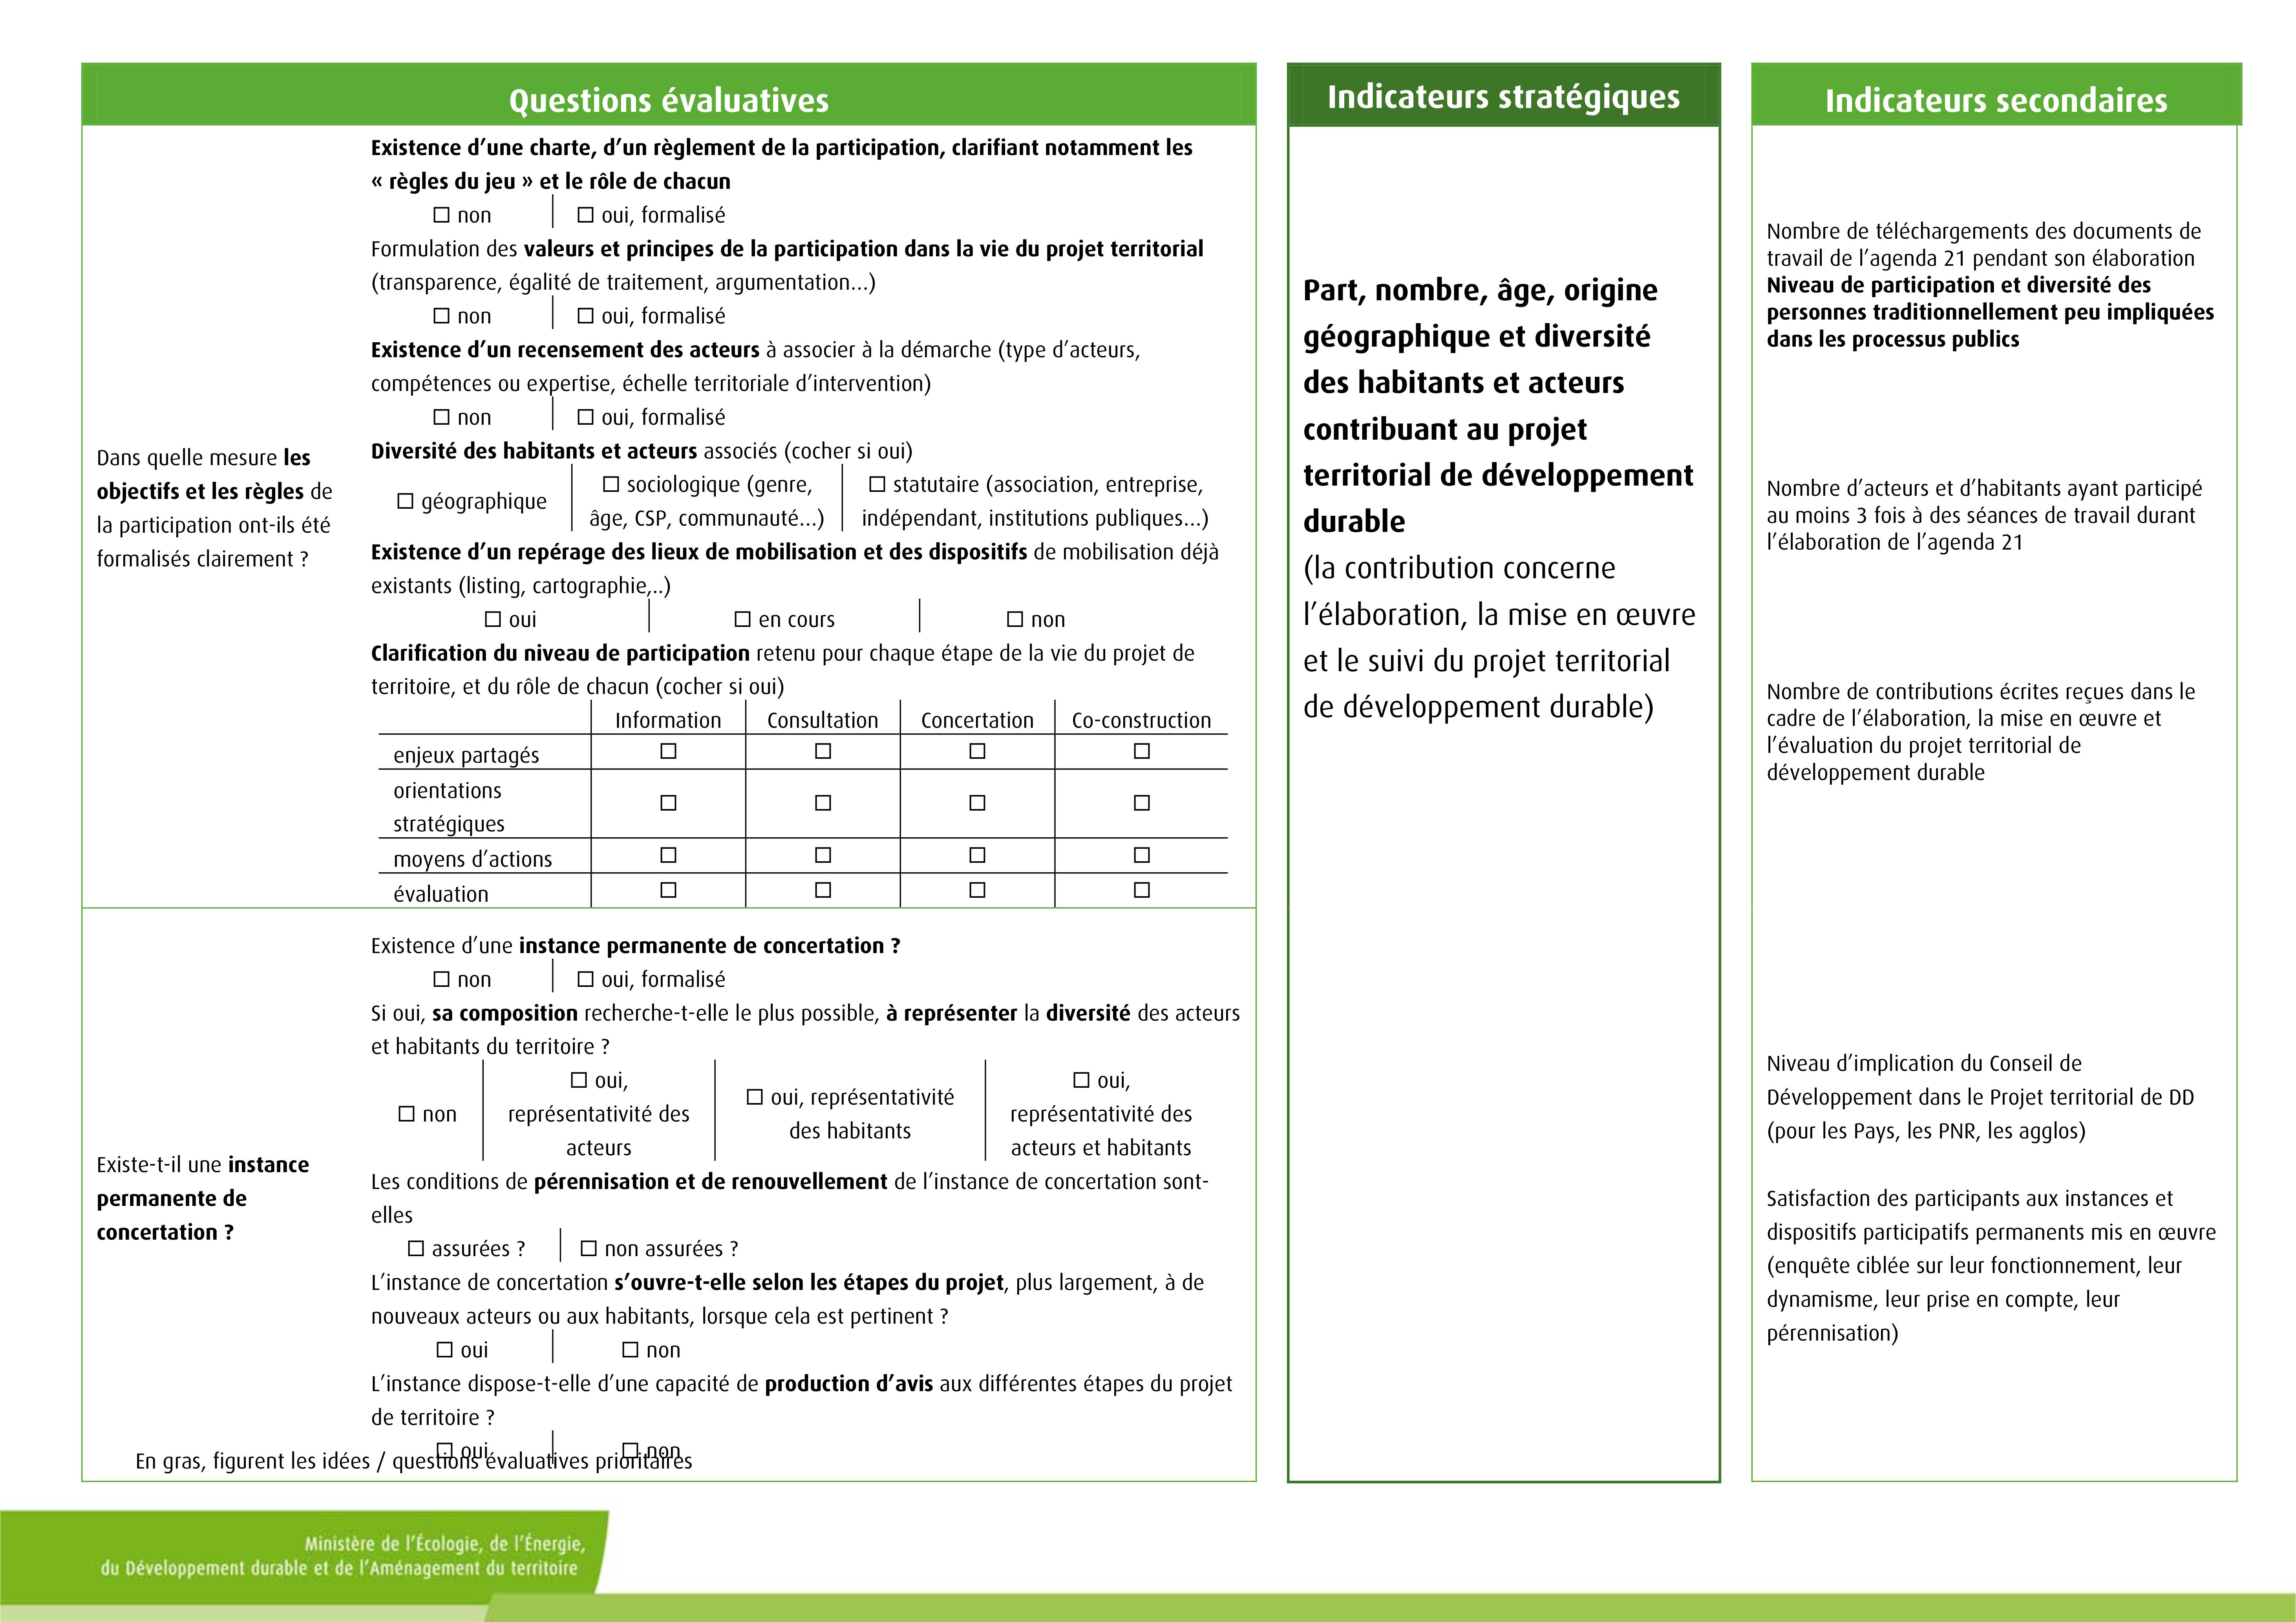 Questions évaluatives
Dans quelle mesure les
objectifs et les règles de
la participation ont-ils été
formalisés clairement ?
Existence d’une charte, d’un règlement de la participation, clarifiant notamment les
« règles du jeu » et le rôle de chacun
☐ non ☐ oui, formalisé
Formulation des valeurs et principes de la participation dans la vie du projet territorial
(transparence, égalité de traitement, argumentation…)
☐ non ☐ oui, formalisé
Existence d’un recensement des acteurs à associer à la démarche (type d’acteurs,
compétences ou expertise, échelle territoriale d’intervention)
☐ non ☐ oui, formalisé
Diversité des habitants et acteurs associés (cocher si oui)
☐ géographique
☐ sociologique (genre,
âge, CSP, communauté…)
☐ statutaire (association, entreprise,
indépendant, institutions publiques…)
Existence d’un repérage des lieux de mobilisation et des dispositifs de mobilisation déjà
existants (listing, cartographie,..)
☐ oui ☐ en cours ☐ non
Clarification du niveau de participation retenu pour chaque étape de la vie du projet de
territoire, et du rôle de chacun (cocher si oui)
Information Consultation Concertation Co-construction
enjeux partagés ☐ ☐ ☐ ☐
orientations
stratégiques ☐ ☐ ☐ ☐
moyens d’actions ☐ ☐ ☐ ☐
évaluation ☐ ☐ ☐ ☐
Existe-t-il une instance
permanente de
concertation ?
Existence d’une instance permanente de concertation ?
☐ non ☐ oui, formalisé
Si oui, sa composition recherche-t-elle le plus possible, à représenter la diversité des acteurs
et habitants du territoire ?
☐ non
☐ oui,
représentativité des
acteurs
☐ oui, représentativité
des habitants
☐ oui,
représentativité des
acteurs et habitants
Les conditions de pérennisation et de renouvellement de l’instance de concertation sont-
elles
☐ assurées ? ☐ non assurées ?
L’instance de concertation s’ouvre-t-elle selon les étapes du projet, plus largement, à de
nouveaux acteurs ou aux habitants, lorsque cela est pertinent ?
☐ oui ☐ non
L’instance dispose-t-elle d’une capacité de production d’avis aux différentes étapes du projet
de territoire ?
☐ oui ☐ non
En gras, figurent les idées / questions évaluatives prioritaires
Indicateurs stratégiques
Part, nombre, âge, origine
géographique et diversité
des habitants et acteurs
contribuant au projet
territorial de développement
durable
(la contribution concerne
l’élaboration, la mise en œuvre
et le suivi du projet territorial
de développement durable)
Indicateurs secondaires
Nombre de téléchargements des documents de
travail de l’agenda 21 pendant son élaboration
Niveau de participation et diversité des
personnes traditionnellement peu impliquées
dans les processus publics
Nombre d’acteurs et d’habitants ayant participé
au moins 3 fois à des séances de travail durant
l’élaboration de l’agenda 21
Nombre de contributions écrites reçues dans le
cadre de l’élaboration, la mise en œuvre et
l’évaluation du projet territorial de
développement durable
Niveau d’implication du Conseil de
Développement dans le Projet territorial de DD
(pour les Pays, les PNR, les agglos)
Satisfaction des participants aux instances et
dispositifs participatifs permanents mis en œuvre
(enquête ciblée sur leur fonctionnement, leur
dynamisme, leur prise en compte, leur
pérennisation)
Ministère de l’Écologie, de l’Énergie,
du Développement durable et de l’Aménagement du territoire